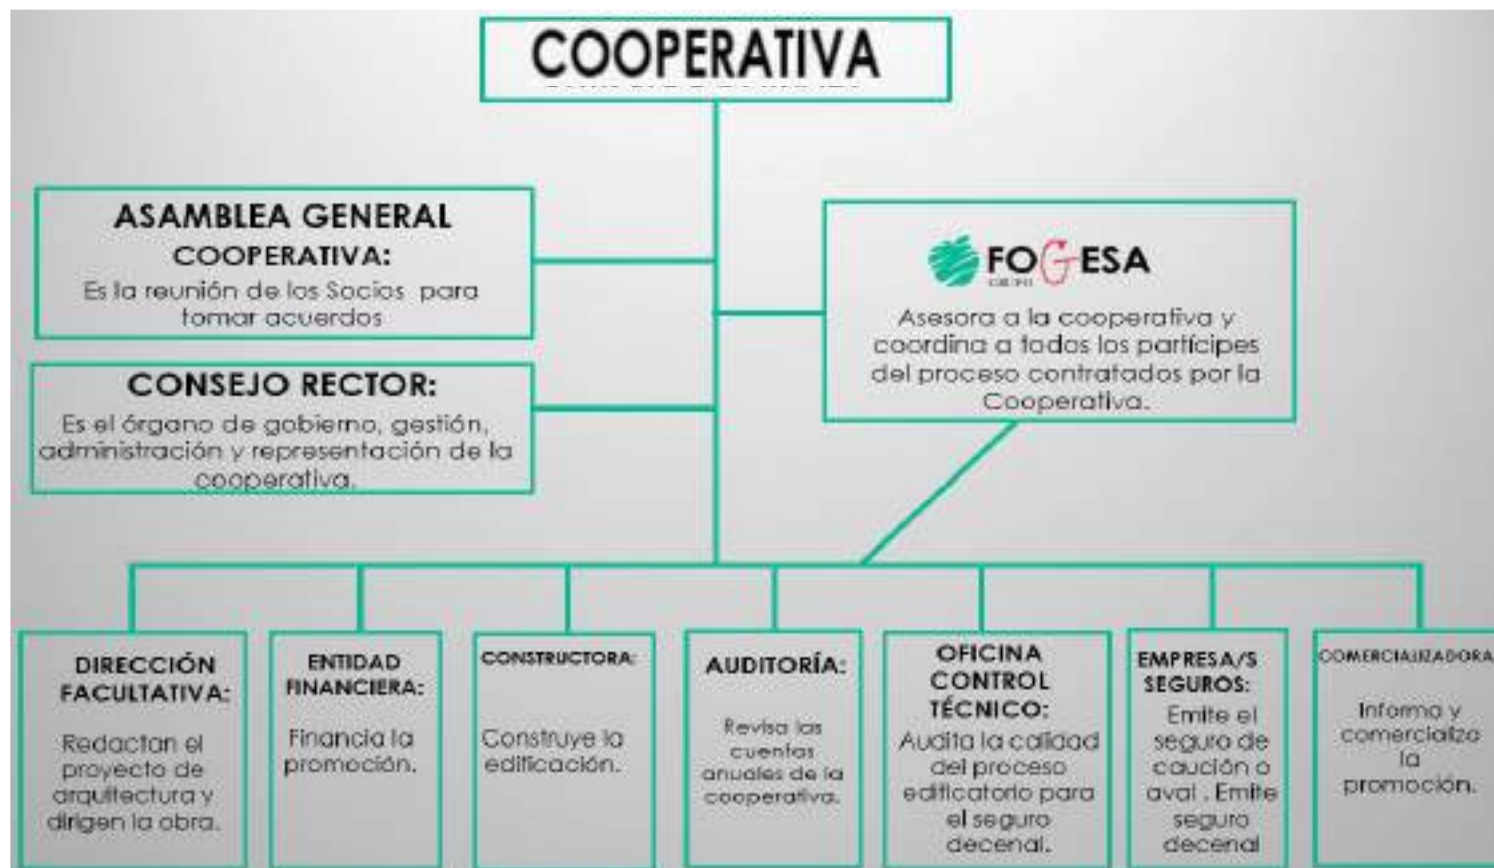 COOPERATIVA
ASAMBLEA GENERAL
COOPERATIVA:
Es la reunión de los Socios para
tomar acuerdos
CONSEJO RECTOR:
Es el órgano de gobierno, gestión,
administración y representación de la
cooperativa.
FOGESA
GRUPO
Asesora a la cooperativa y
coordina a todos los partícipes
del proceso contratados por la
Cooperativa.
DIRECCIÓN
FACULTATIVA:
Redactan el
proyecto de
arquitectura y
dirigen la obra.
ENTIDAD
FINANCIERA:
Financia la
promoción.
CONSTRUCTORA:
Construye la
edificación.
AUDITORÍA:
Revisa las
cuentas
anuales de la
cooperativa.
OFICINA
CONTROL
TÉCNICO:
Audita la calidad
del proceso
edificatorio para
el seguro
decenal.
EMPRESA/S
SEGUROS:
Emite el
seguro de
caución o
aval . Emite
seguro
decenal
COMERCIALIZADORA
Informa y
comercializa
la
promoción.